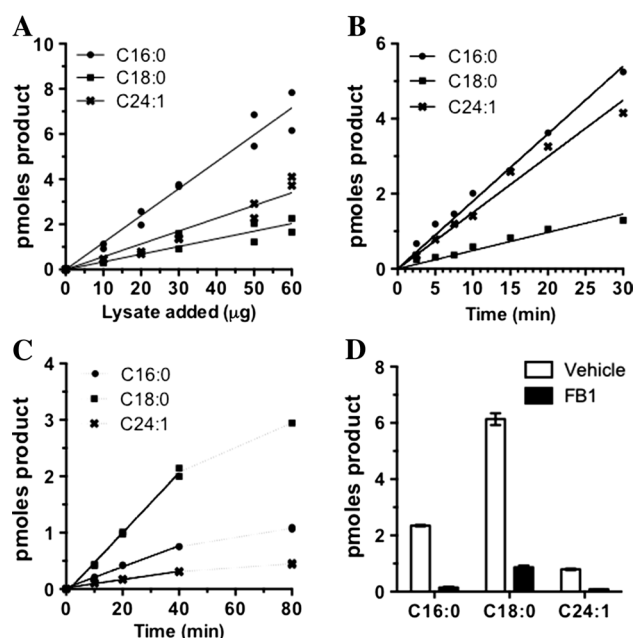 A
pmoles product
10
8
6
4
2
0
C16:0
C18:0
C24:1
0 10 20 30 40 50 60
Lysate added (μg)
B
pmoles product
6
4
2
0
C16:0
C18:0
C24:1
0 5 10 15 20 30
Time (min)
C
pmoles product
4
3
2
1
0
C16:0
C18:0
C24:1
0 20 40 60 80
Time (min)
D
pmoles product
8
6
4
2
0
Vehicle
FB1
C16:0 C18:0 C24:1